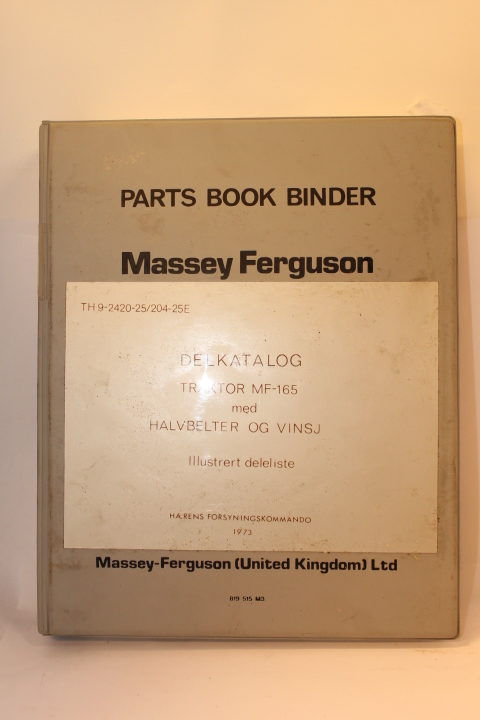 PARTS BOOK BINDER
Massey Ferguson
TH 9-2420-25/204-25E
DELKATALOG
TRAKTOR MF-165
med
HALVBELTER OG VINSJ
Illustrert deleliste
HÆRENS FORSYNINGSKOMMANDO
1973
Massey-Ferguson (United Kingdom) Ltd
819 515 M3